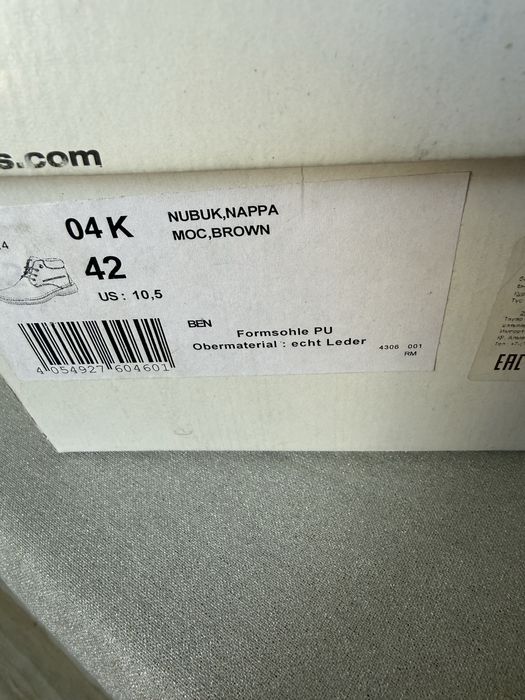 s.com
04 K
NUBUK,NAPPA
MOC,BROWN
42
US: 10,5
BEN
Formsohle PU
Obermaterial : echt Leder
4306 001
RM
4 054927 604601
EAC